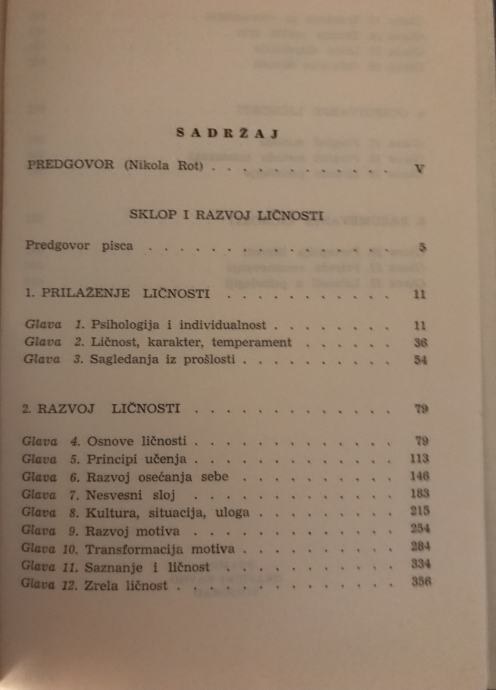 SADRŽAJ
PREDGOVOR (Nikola Rot) . . . . . . . . . . . . V
SKLOP I RAZVOJ LIČNOSTI
Predgovor pisca . . . . . . . . . . . . . . . 5
1. PRILAŽENJE LIČNOSTI . . . . . . . . . . . 11
Glava 1. Psihologija i individualnost . . . . . . . . 11
Glava 2. Ličnost, karakter, temperament . . . . . . . 36
Glava 3. Sagledanja iz prošlosti . . . . . . . . . . 54
2. RAZVOJ LIČNOSTI . . . . . . . . . . . . . 79
Glava 4. Osnove ličnosti . . . . . . . . . . . . . 79
Glava 5. Principi učenja . . . . . . . . . . . . . 113
Glava 6. Razvoj osećanja sebe . . . . . . . . . . 146
Glava 7. Nesvesni sloj . . . . . . . . . . . . . 183
Glava 8. Kultura, situacija, uloga . . . . . . . . . 215
Glava 9. Razvoj motiva . . . . . . . . . . . . . 254
Glava 10. Transformacija motiva . . . . . . . . . . 284
Glava 11. Saznanje i ličnost . . . . . . . . . . . 334
Glava 12. Zrela ličnost . . . . . . . . . . . . . 356